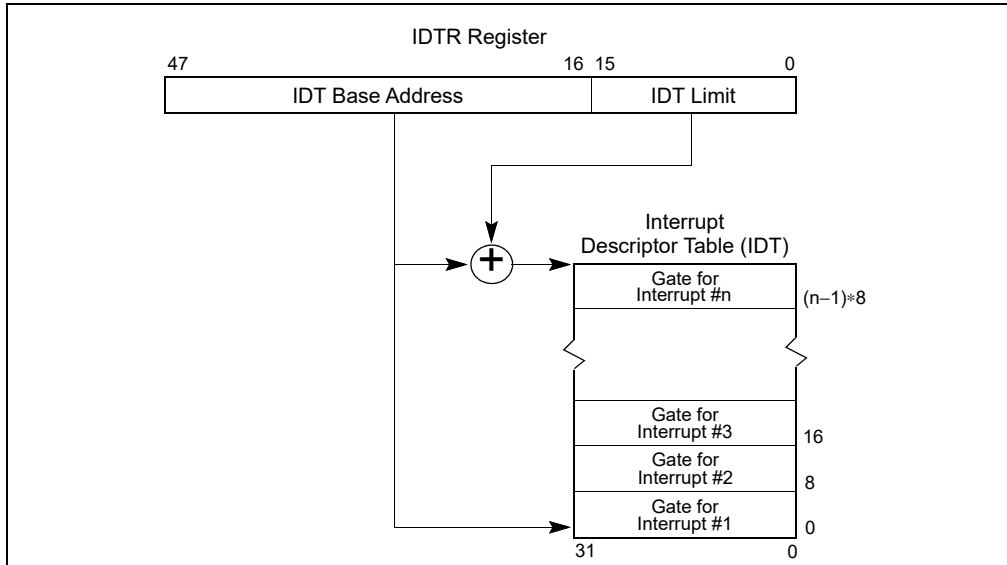 IDTR Register
47 16 15 0
IDT Base Address IDT Limit
Interrupt
Descriptor Table (IDT)
+
Gate for
Interrupt #n
(n–1)∗8
Gate for
Interrupt #3
16
Gate for
Interrupt #2
8
Gate for
Interrupt #1
0
31 0